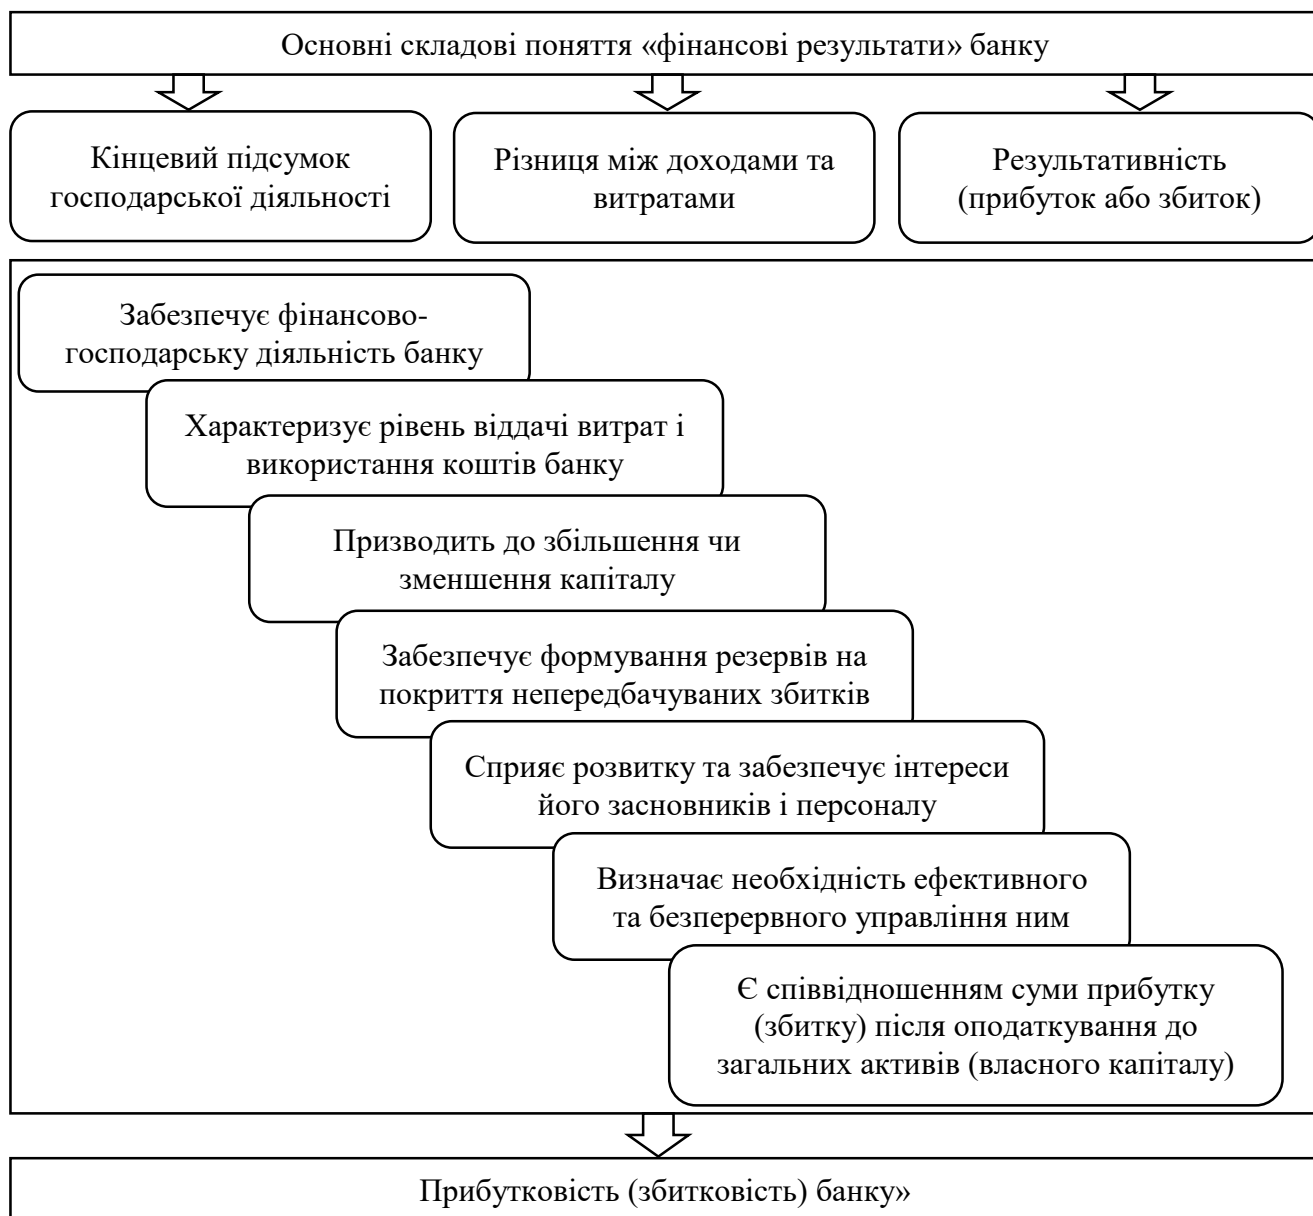 Основні складові поняття «фінансові результати» банку
Кінцевий підсумок
господарської діяльності
Різниця між доходами та
витратами
Результативність
(прибуток або збиток)
Забезпечує фінансово-
господарську діяльність банку
Характеризує рівень віддачі витрат і
використання коштів банку
Призводить до збільшення чи
зменшення капіталу
Забезпечує формування резервів на
покриття непередбачуваних збитків
Сприяє розвитку та забезпечує інтереси
його засновників і персоналу
Визначає необхідність ефективного
та безперервного управління ним
Є співвідношенням суми прибутку
(збитку) після оподаткування до
загальних активів (власного капіталу)
Прибутковість (збитковість) банку»